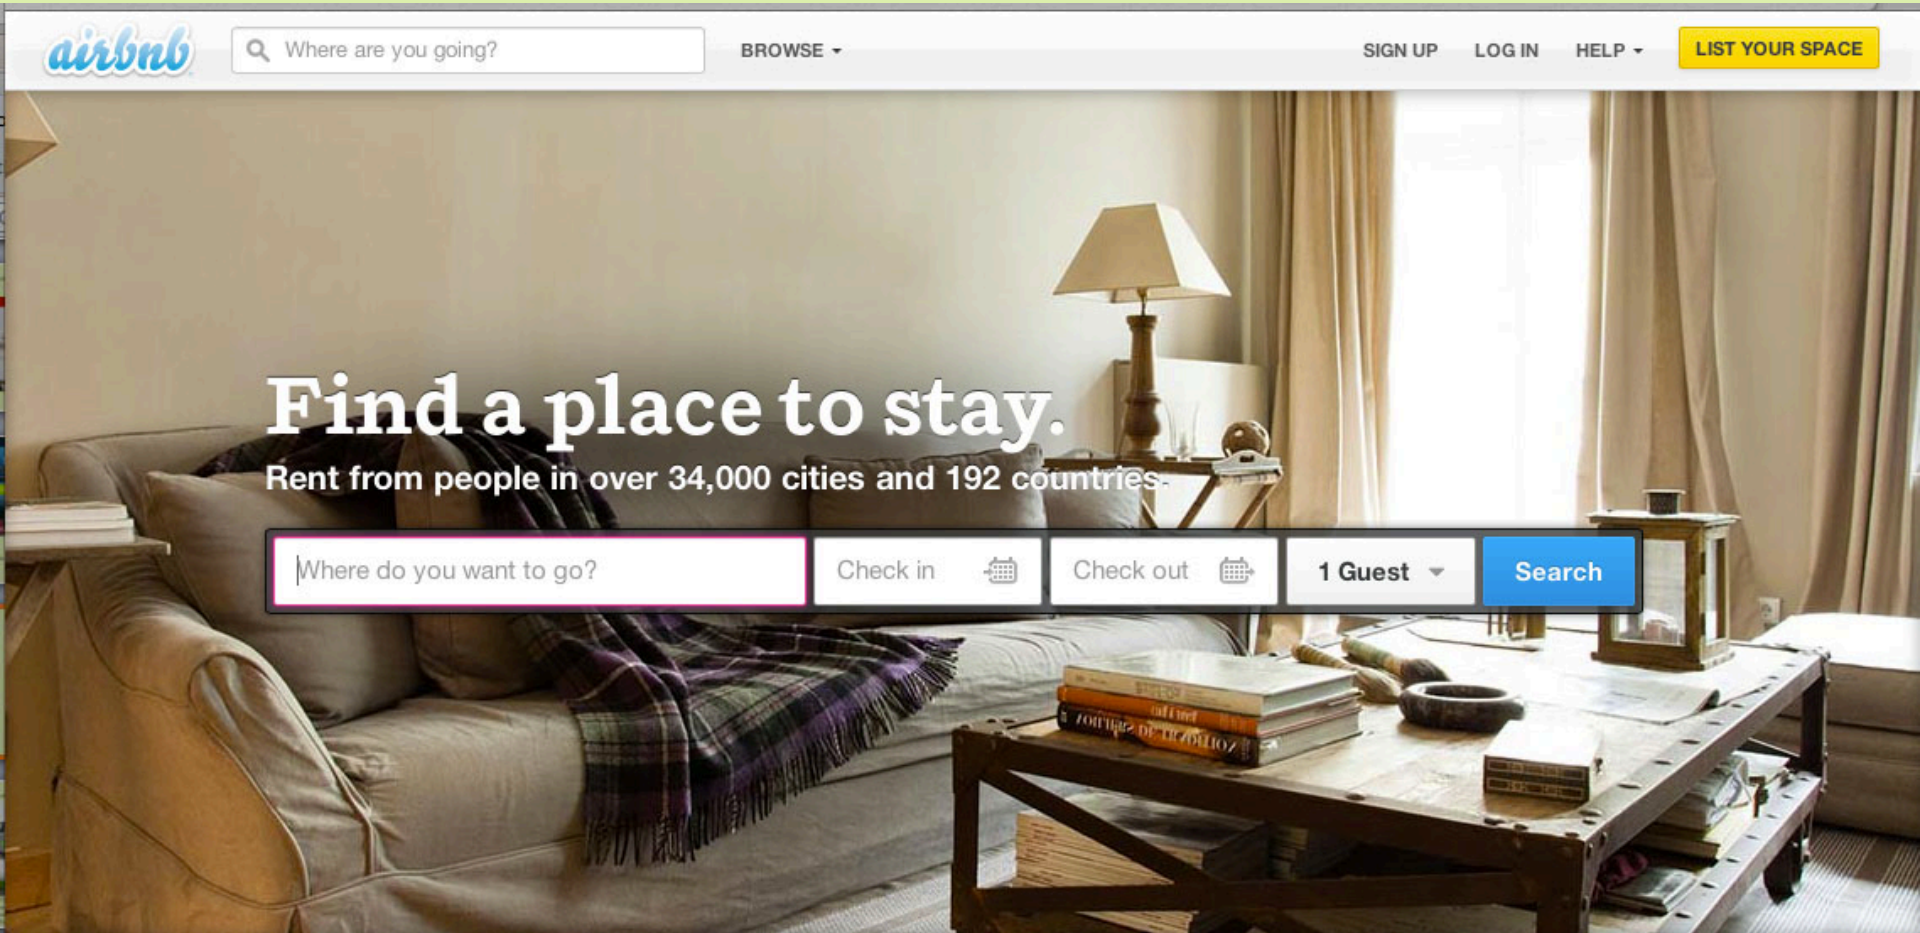 airbnb
Where are you going?
BROWSE
SIGN UP
LOG IN
HELP
LIST YOUR SPACE
Find a place to stay.
Rent from people in over 34,000 cities and 192 countries.
Where do you want to go?
Check in
Check out
1 Guest
Search